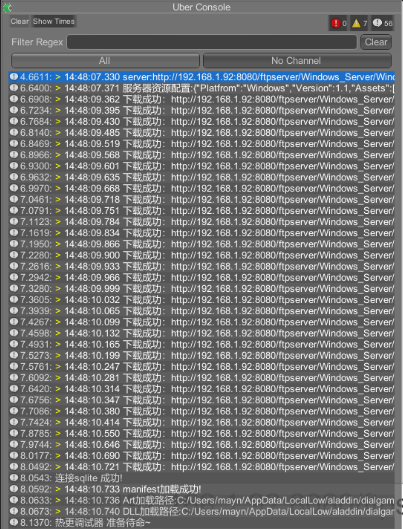 Uber Console
Clear Show Times 0 7 56
Filter Regex Clear
All No Channel
4.6611: > 14:48:07.330 server:http://192.168.1.92:8080/ftpserver/Windows_Server/Wind
6.6400: > 14:48:07.371 服务器资源配置:{"Platfrom":"Windows","Version":1.1,"Assets":[
6.6908: > 14:48:09.362 下载成功：http://192.168.1.92:8080/ftpserver/Windows_Server/
6.7234: > 14:48:09.395 下载成功：http://192.168.1.92:8080/ftpserver/Windows_Server/
6.7684: > 14:48:09.430 下载成功：http://192.168.1.92:8080/ftpserver/Windows_Server/
6.8140: > 14:48:09.485 下载成功：http://192.168.1.92:8080/ftpserver/Windows_Server/
6.8469: > 14:48:09.519 下载成功：http://192.168.1.92:8080/ftpserver/Windows_Server/
6.8966: > 14:48:09.568 下载成功：http://192.168.1.92:8080/ftpserver/Windows_Server/
6.9300: > 14:48:09.601 下载成功：http://192.168.1.92:8080/ftpserver/Windows_Server/
6.9632: > 14:48:09.635 下载成功：http://192.168.1.92:8080/ftpserver/Windows_Server/
6.9970: > 14:48:09.668 下载成功：http://192.168.1.92:8080/ftpserver/Windows_Server/
7.0461: > 14:48:09.718 下载成功：http://192.168.1.92:8080/ftpserver/Windows_Server/
7.0791: > 14:48:09.751 下载成功：http://192.168.1.92:8080/ftpserver/Windows_Server/
7.1123: > 14:48:09.784 下载成功：http://192.168.1.92:8080/ftpserver/Windows_Server/
7.1619: > 14:48:09.834 下载成功：http://192.168.1.92:8080/ftpserver/Windows_Server/
7.1950: > 14:48:09.866 下载成功：http://192.168.1.92:8080/ftpserver/Windows_Server/
7.2280: > 14:48:09.900 下载成功：http://192.168.1.92:8080/ftpserver/Windows_Server/
7.2616: > 14:48:09.933 下载成功：http://192.168.1.92:8080/ftpserver/Windows_Server/
7.2942: > 14:48:09.966 下载成功：http://192.168.1.92:8080/ftpserver/Windows_Server/
7.3280: > 14:48:09.999 下载成功：http://192.168.1.92:8080/ftpserver/Windows_Server/
7.3605: > 14:48:10.032 下载成功：http://192.168.1.92:8080/ftpserver/Windows_Server/
7.3939: > 14:48:10.065 下载成功：http://192.168.1.92:8080/ftpserver/Windows_Server/
7.4267: > 14:48:10.099 下载成功：http://192.168.1.92:8080/ftpserver/Windows_Server/
7.4598: > 14:48:10.132 下载成功：http://192.168.1.92:8080/ftpserver/Windows_Server/
7.4931: > 14:48:10.165 下载成功：http://192.168.1.92:8080/ftpserver/Windows_Server/
7.5273: > 14:48:10.199 下载成功：http://192.168.1.92:8080/ftpserver/Windows_Server/
7.5761: > 14:48:10.247 下载成功：http://192.168.1.92:8080/ftpserver/Windows_Server/
7.6092: > 14:48:10.281 下载成功：http://192.168.1.92:8080/ftpserver/Windows_Server/
7.6420: > 14:48:10.314 下载成功：http://192.168.1.92:8080/ftpserver/Windows_Server/
7.6756: > 14:48:10.347 下载成功：http://192.168.1.92:8080/ftpserver/Windows_Server/
7.7086: > 14:48:10.380 下载成功：http://192.168.1.92:8080/ftpserver/Windows_Server/
7.7424: > 14:48:10.414 下载成功：http://192.168.1.92:8080/ftpserver/Windows_Server/
7.8785: > 14:48:10.550 下载成功：http://192.168.1.92:8080/ftpserver/Windows_Server/
7.9744: > 14:48:10.646 下载成功：http://192.168.1.92:8080/ftpserver/Windows_Server/
8.0177: > 14:48:10.690 下载成功：http://192.168.1.92:8080/ftpserver/Windows_Server/
8.0492: > 14:48:10.721 下载成功：http://192.168.1.92:8080/ftpserver/Windows_Server/
8.0543: 连接sqlite 成功!
8.0592: > 14:48:10.733 manifest加载成功!
8.0633: > 14:48:10.736 Art加载路径:C:/Users/mayn/AppData/LocalLow/aladdin/dialgam
8.0673: > 14:48:10.740 DLL加载路径:C:/Users/mayn/AppData/LocalLow/aladdin/dialgam
8.1370: 热更调试器 准备待命~